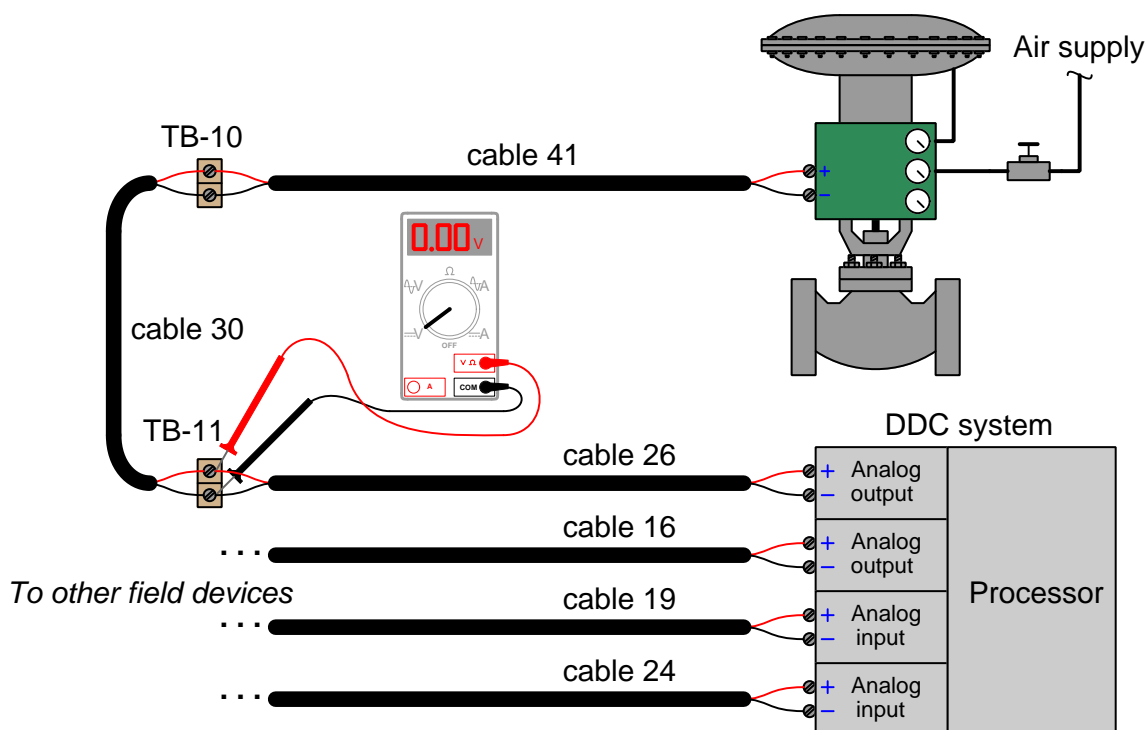 Air supply
TB-10
cable 41
+
−
0.00 V
Ω
V
A
V
A
OFF
V Ω
A
COM
cable 30
TB-11
DDC system
cable 26
+ Analog
− output
cable 16
+ Analog
− output
. . .
To other field devices
Processor
cable 19
+ Analog
− input
. . .
cable 24
+ Analog
− input
. . .